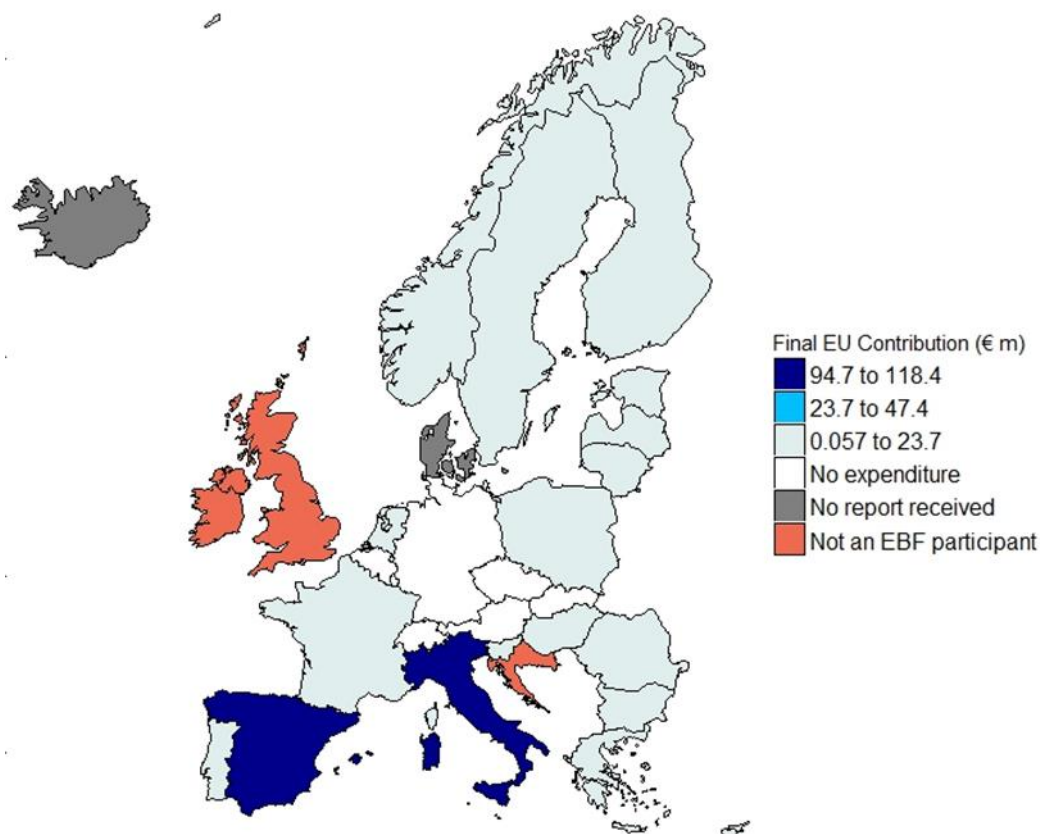 Final EU Contribution (€ m)
94.7 to 118.4
23.7 to 47.4
0.057 to 23.7
No expenditure
No report received
Not an EBF participant